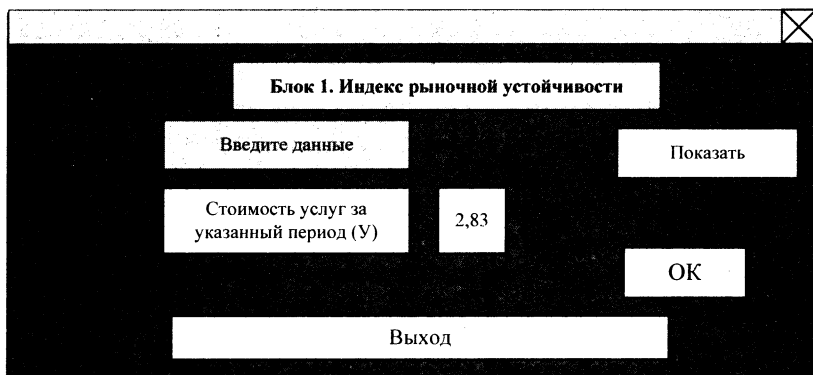 Блок 1. Индекс рыночной устойчивости
Введите данные
Показать
Стоимость услуг за
указанный период (У)
2,83
ОК
Выход